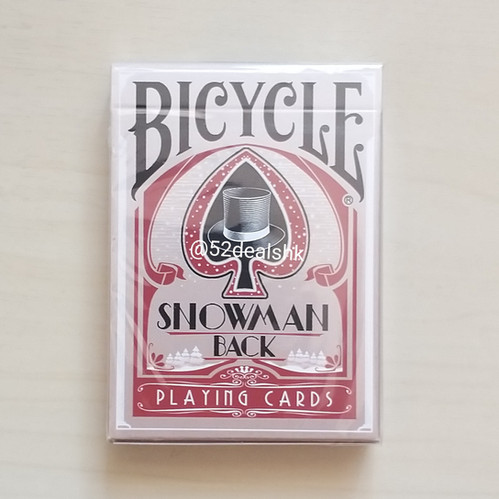 BICYCLE
®
@52dealshk
SNOWMAN
BACK
PLAYING CARDS